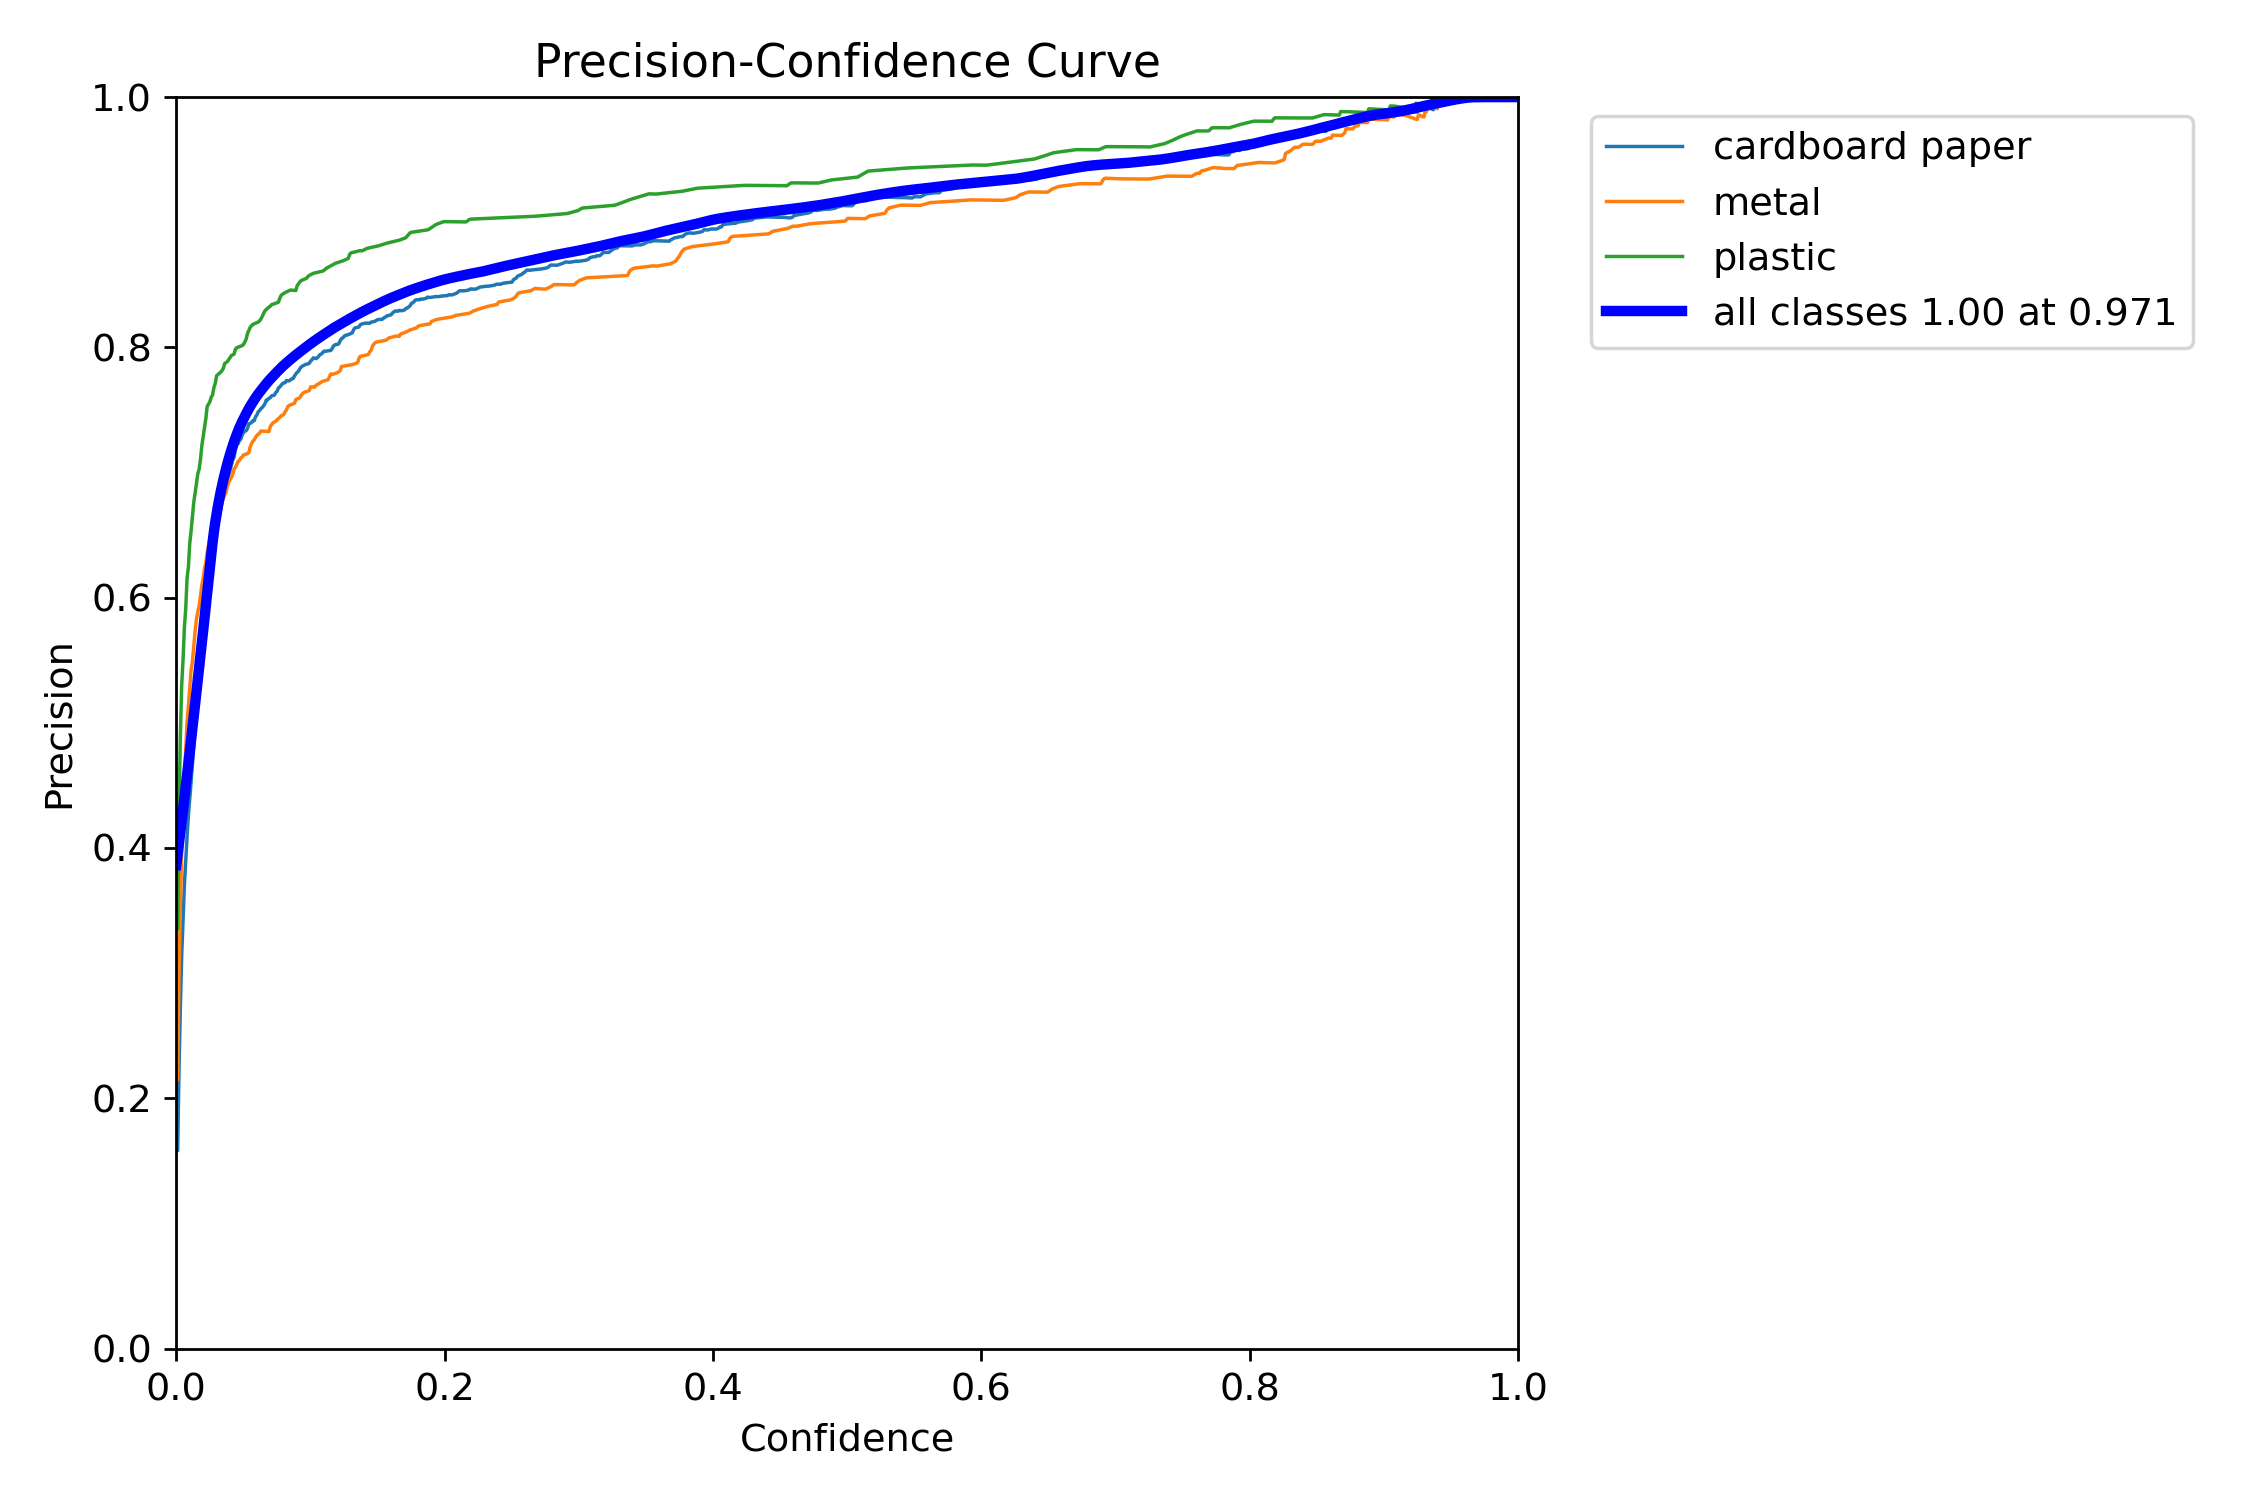 Precision-Confidence Curve
1.0
0.8
0.6
0.4
0.2
0.0
Precision
0.0 0.2 0.4 0.6 0.8 1.0
Confidence
cardboard paper
metal
plastic
all classes 1.00 at 0.971